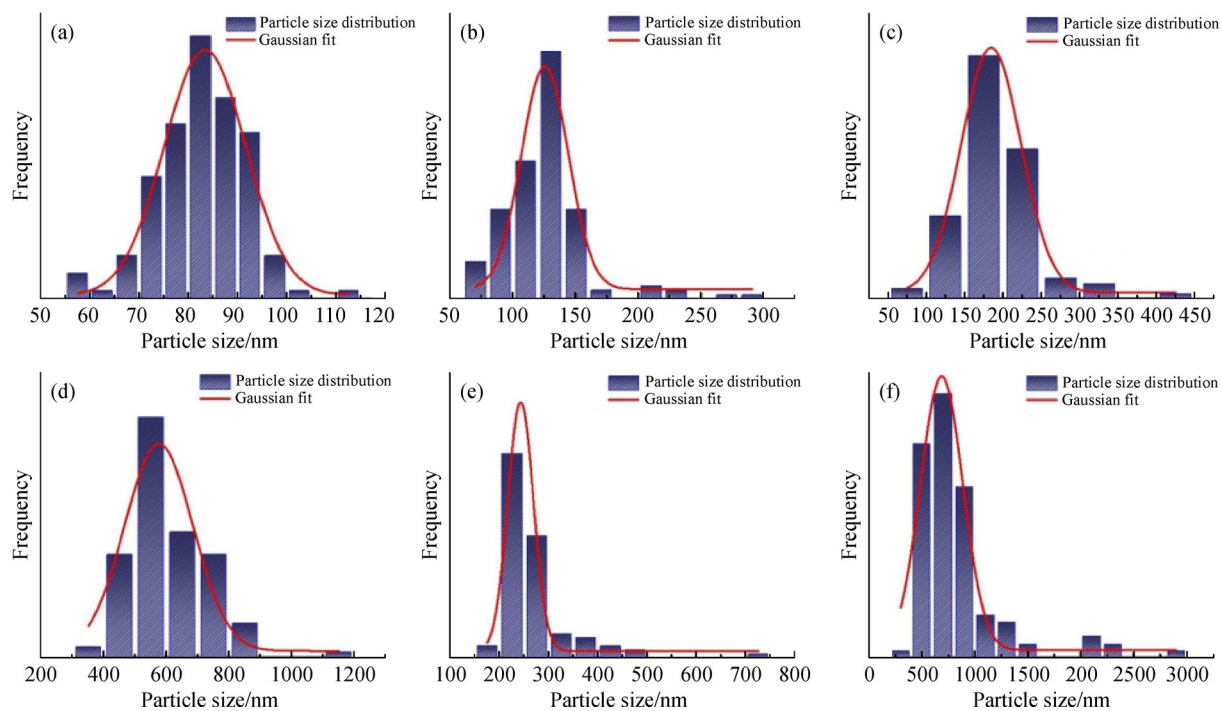 (a)
Particle size distribution
Gaussian fit
Frequency
50 60 70 80 90 100 110 120
Particle size/nm
(b)
Particle size distribution
Gaussian fit
Frequency
50 100 150 200 250 300
Particle size/nm
(c)
Particle size distribution
Gaussian fit
Frequency
50 100 150 200 250 300 350 400 450
Particle size/nm
(d)
Particle size distribution
Gaussian fit
Frequency
200 400 600 800 1000 1200
Particle size/nm
(e)
Particle size distribution
Gaussian fit
Frequency
100 200 300 400 500 600 700 800
Particle size/nm
(f)
Particle size distribution
Gaussian fit
Frequency
0 500 1000 1500 2000 2500 3000
Particle size/nm